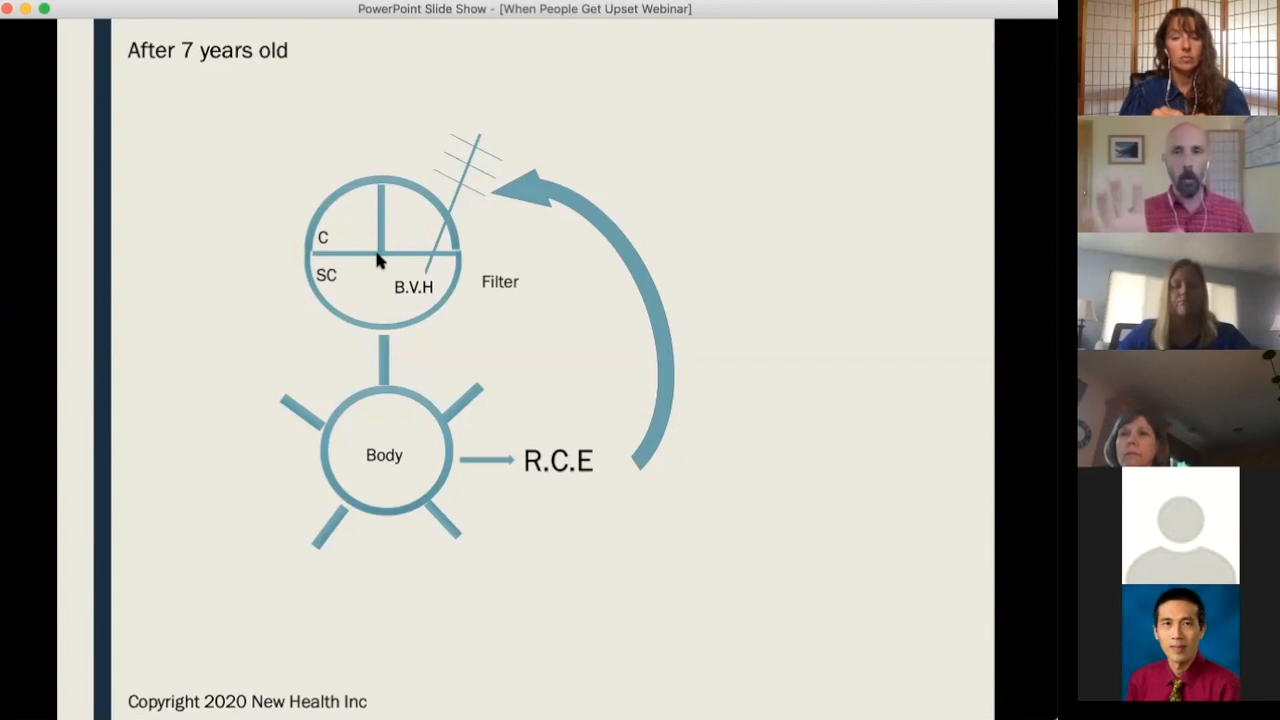 PowerPoint Slide Show - [When People Get Upset Webinar]
After 7 years old
C
SC
B.V.H
Filter
Body
R.C.E
Copyright 2020 New Health Inc